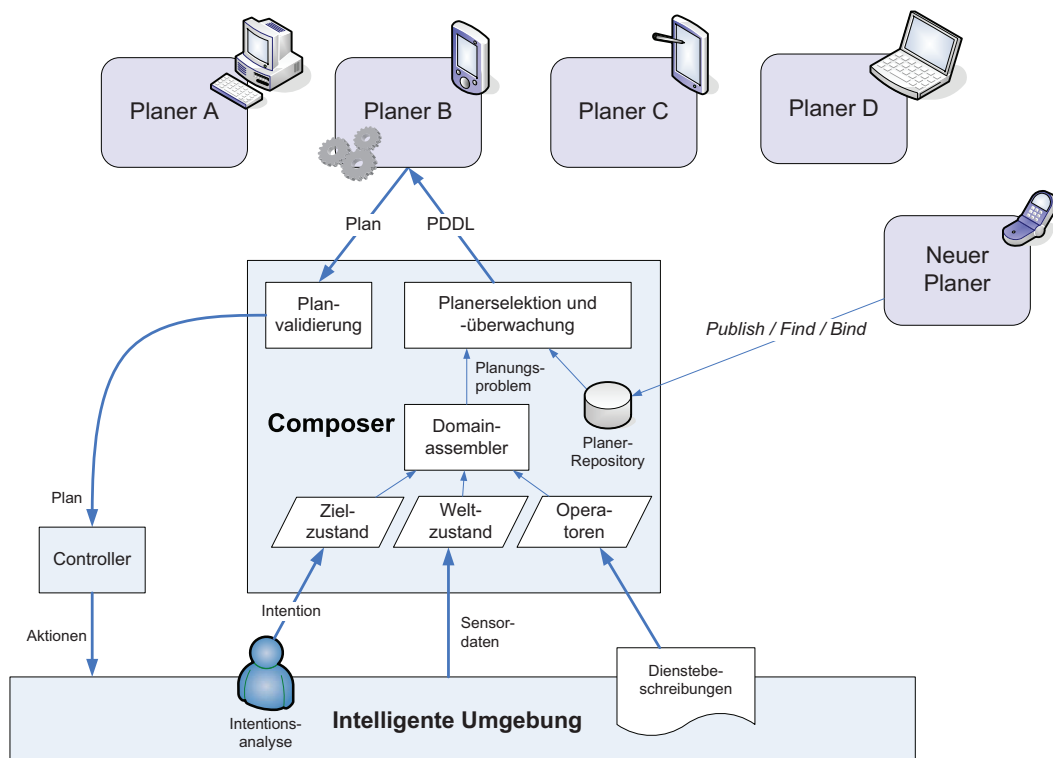 Planer A
Planer B
Planer C
Planer D
Plan
PDDL
Neuer
Planer
Plan-
validierung
Planerselektion und
-überwachung
Publish / Find / Bind
Planungs-
problem
Composer
Domain-
assembler
Planer-
Repository
Plan
Ziel-
zustand
Welt-
zustand
Opera-
toren
Controller
Intention
Sensor-
daten
Aktionen
Dienstebe-
schreibungen
Intelligente Umgebung
Intentions-
analyse